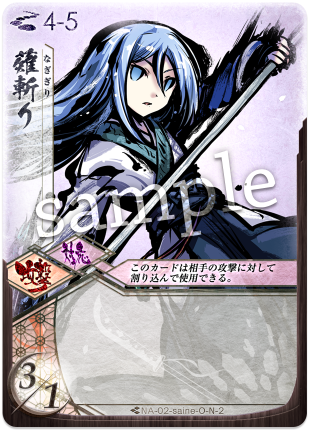 4-5
薙斬り
なぎぎり
sample
攻撃
対応
このカードは相手の攻撃に対して
割り込んで使用できる。
3/1
NA-02-saine-O-N-2